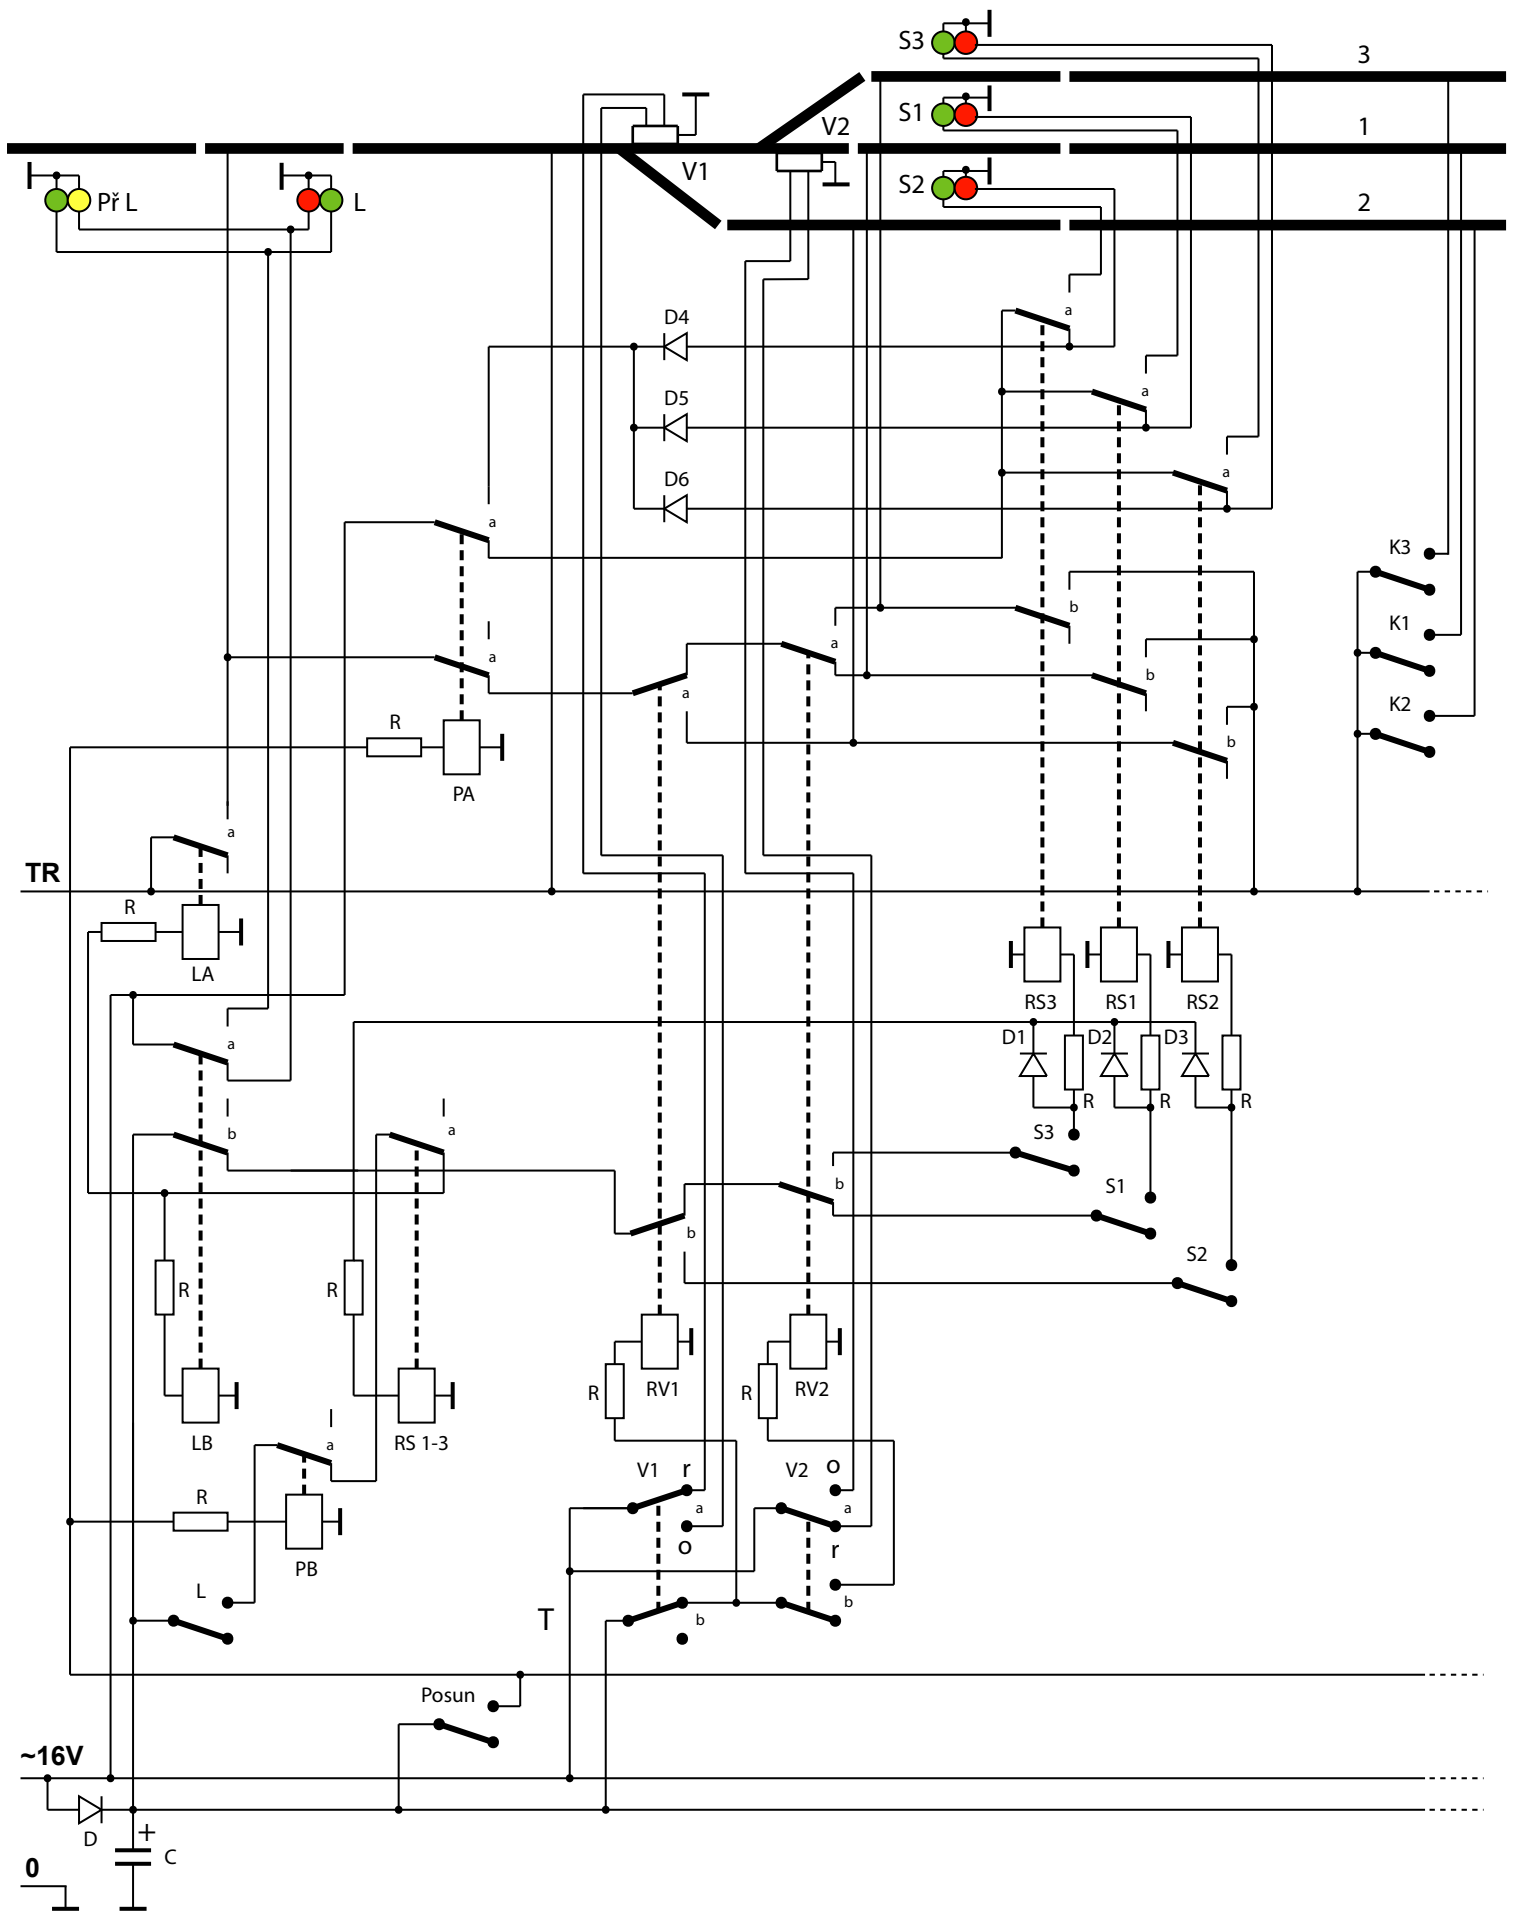 S3
3
S1
V2
1
V1
S2
Př L
L
2
a
D4
D5
a
D6
a
a
K3
b
K1
a
a
b
a
K2
R
b
PA
a
TR
R
LA
RS3
RS1
RS2
a
D1
D2
D3
R
R
R
b
a
S3
b
S1
b
S2
R
R
R
R
RV1
RV2
LB
RS 1-3
a
V1
r
V2
o
R
a
a
o
r
PB
L
T
b
b
Posun
~16V
D
+
C
0